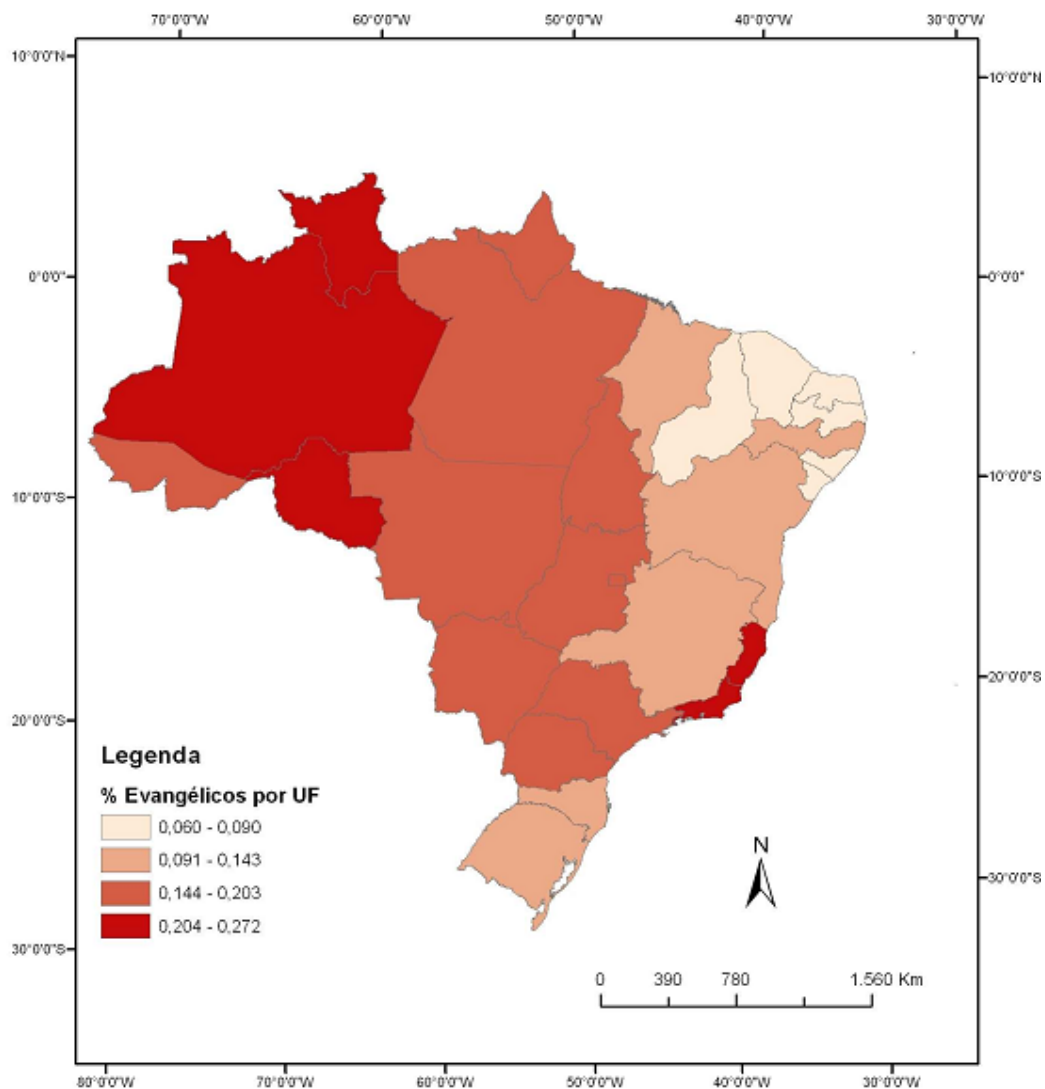 70°0'0"W 60°0'0"W 50°0'0"W 40°0'0"W 30°0'0"W
10°0'0"N
10°0'0"N
0°0'0"
0°0'0"
10°0'0"S
10°0'0"S
20°0'0"S
20°0'0"S
Legenda
% Evangélicos por UF
0,060 - 0,090
0,091 - 0,143
0,144 - 0,203
0,204 - 0,272
N
30°0'0"S
30°0'0"S
0 390 780 1.560 Km
80°0'0"W 70°0'0"W 60°0'0"W 50°0'0"W 40°0'0"W 30°0'0"W